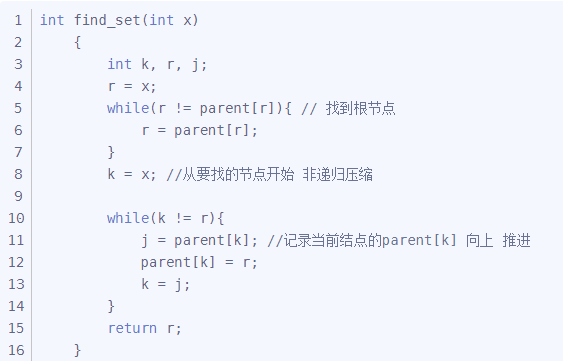 1 int find_set(int x)
2     {
3         int k, r, j;
4         r = x;
5         while(r != parent[r]){ // 找到根节点
6             r = parent[r];
7         }
8         k = x; //从要找的节点开始 非递归压缩
9
10         while(k != r){
11             j = parent[k]; //记录当前结点的parent[k] 向上 推进
12             parent[k] = r;
13             k = j;
14         }
15         return r;
16     }